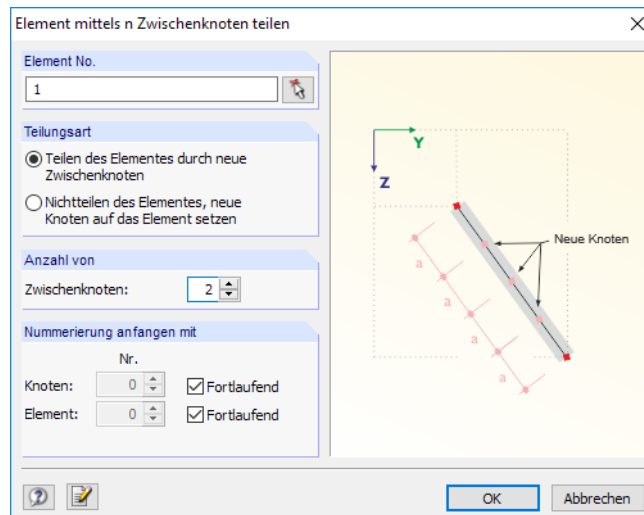 Element mittels n Zwischenknoten teilen
Element No.
1
Teilungsart
Teilen des Elementes durch neue
Zwischenknoten
Nichtteilen des Elementes, neue
Knoten auf das Element setzen
Anzahl von
Zwischenknoten: 2
Nummerierung anfangen mit
Nr.
Knoten: 0 Fortlaufend
Element: 0 Fortlaufend
Y
Z
Neue Knoten
a
a
a
a
OK Abbrechen